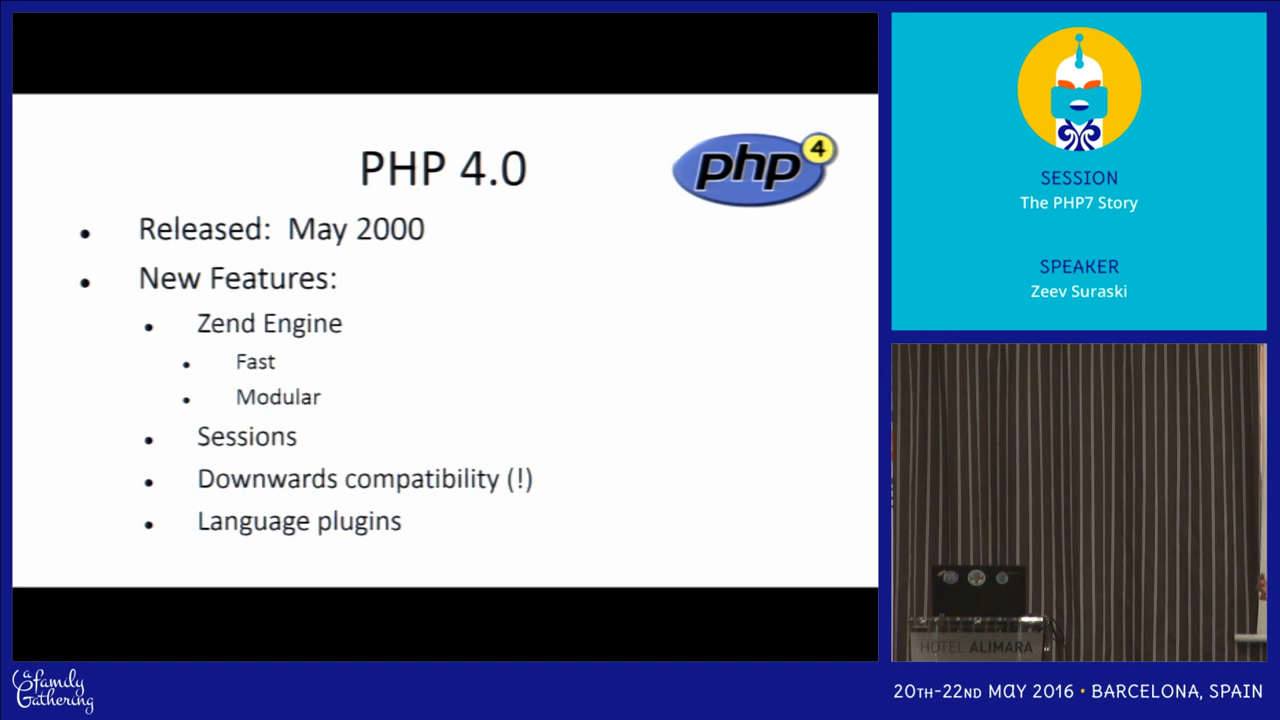 PHP 4.0
php 4
• Released: May 2000
• New Features:
• Zend Engine
• Fast
• Modular
• Sessions
• Downwards compatibility (!)
• Language plugins
SESSION
The PHP7 Story
SPEAKER
Zeev Suraski
HOTEL ALIMARA
a family
Gathering
20TH-22ND MAY 2016 • BARCELONA, SPAIN